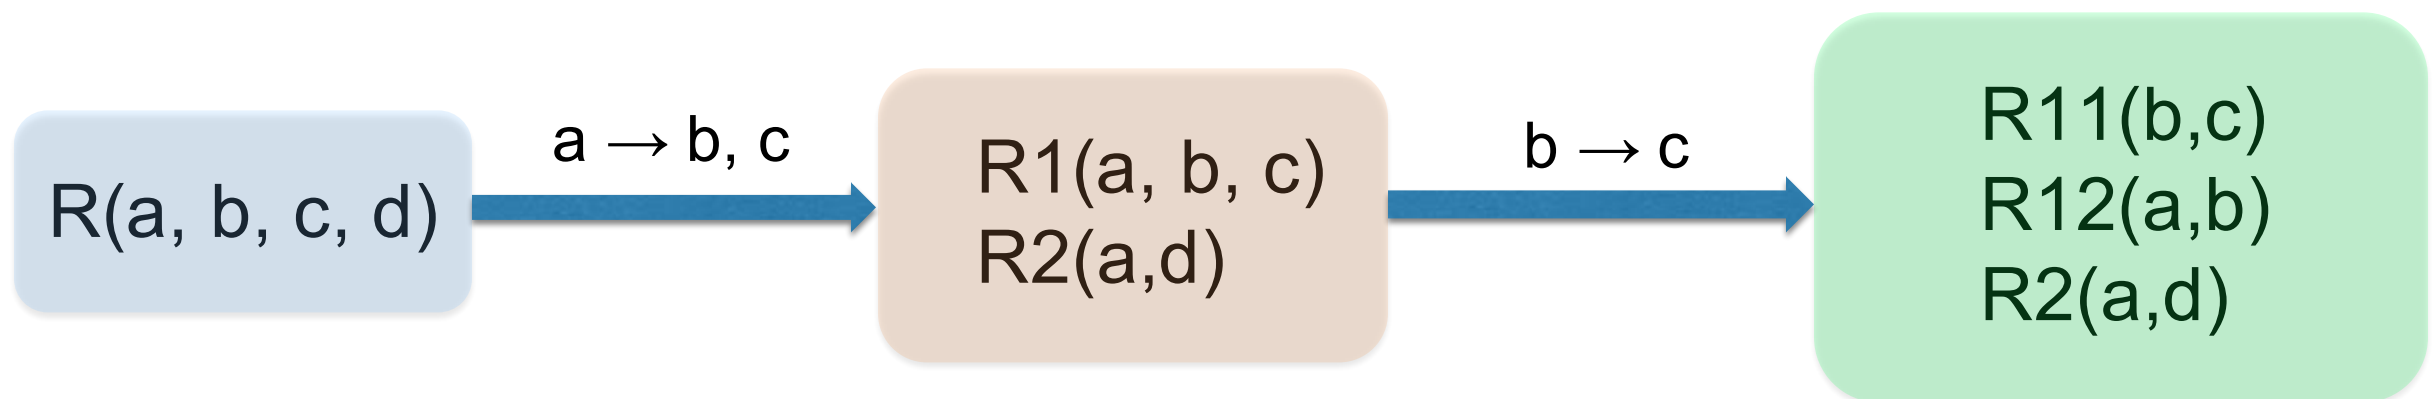 R(a, b, c, d)
a → b, c
R1(a, b, c)
R2(a,d)
b → c
R11(b,c)
R12(a,b)
R2(a,d)